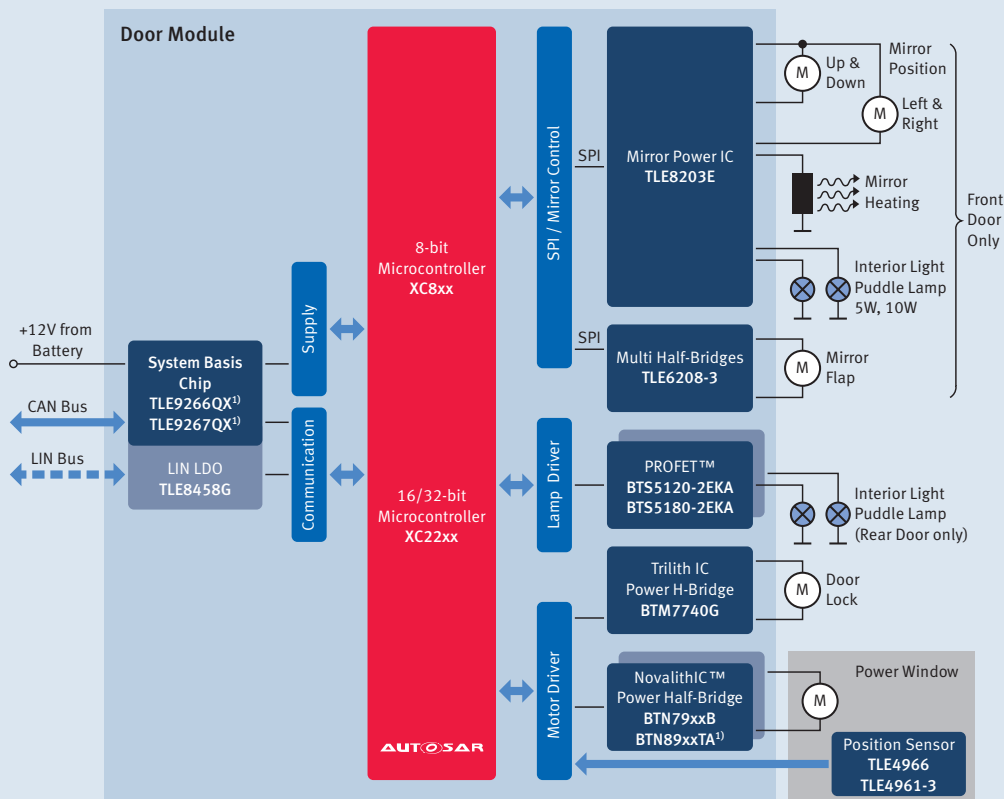 Door Module
+12V from
Battery
CAN Bus
LIN Bus
System Basis
Chip
TLE9266QX1)
TLE9267QX1)
LIN LDO
TLE8458G
Supply
Communication
8-bit
Microcontroller
XC8xx
16/32-bit
Microcontroller
XC22xx
AUTOSAR
SPI / Mirror Control
Lamp Driver
Motor Driver
SPI
Mirror Power IC
TLE8203E
SPI
Multi Half-Bridges
TLE6208-3
PROFET™
BTS5120-2EKA
BTS5180-2EKA
Trilith IC
Power H-Bridge
BTM7740G
NovalithIC™
Power Half-Bridge
BTN79xxB
BTN89xxTA1)
M
Up &
Down
Mirror
Position
M
Left &
Right
Mirror
Heating
Front
Door
Only
Interior Light
Puddle Lamp
5W, 10W
M
Mirror
Flap
Interior Light
Puddle Lamp
(Rear Door only)
M
Door
Lock
Power Window
M
Position Sensor
TLE4966
TLE4961-3